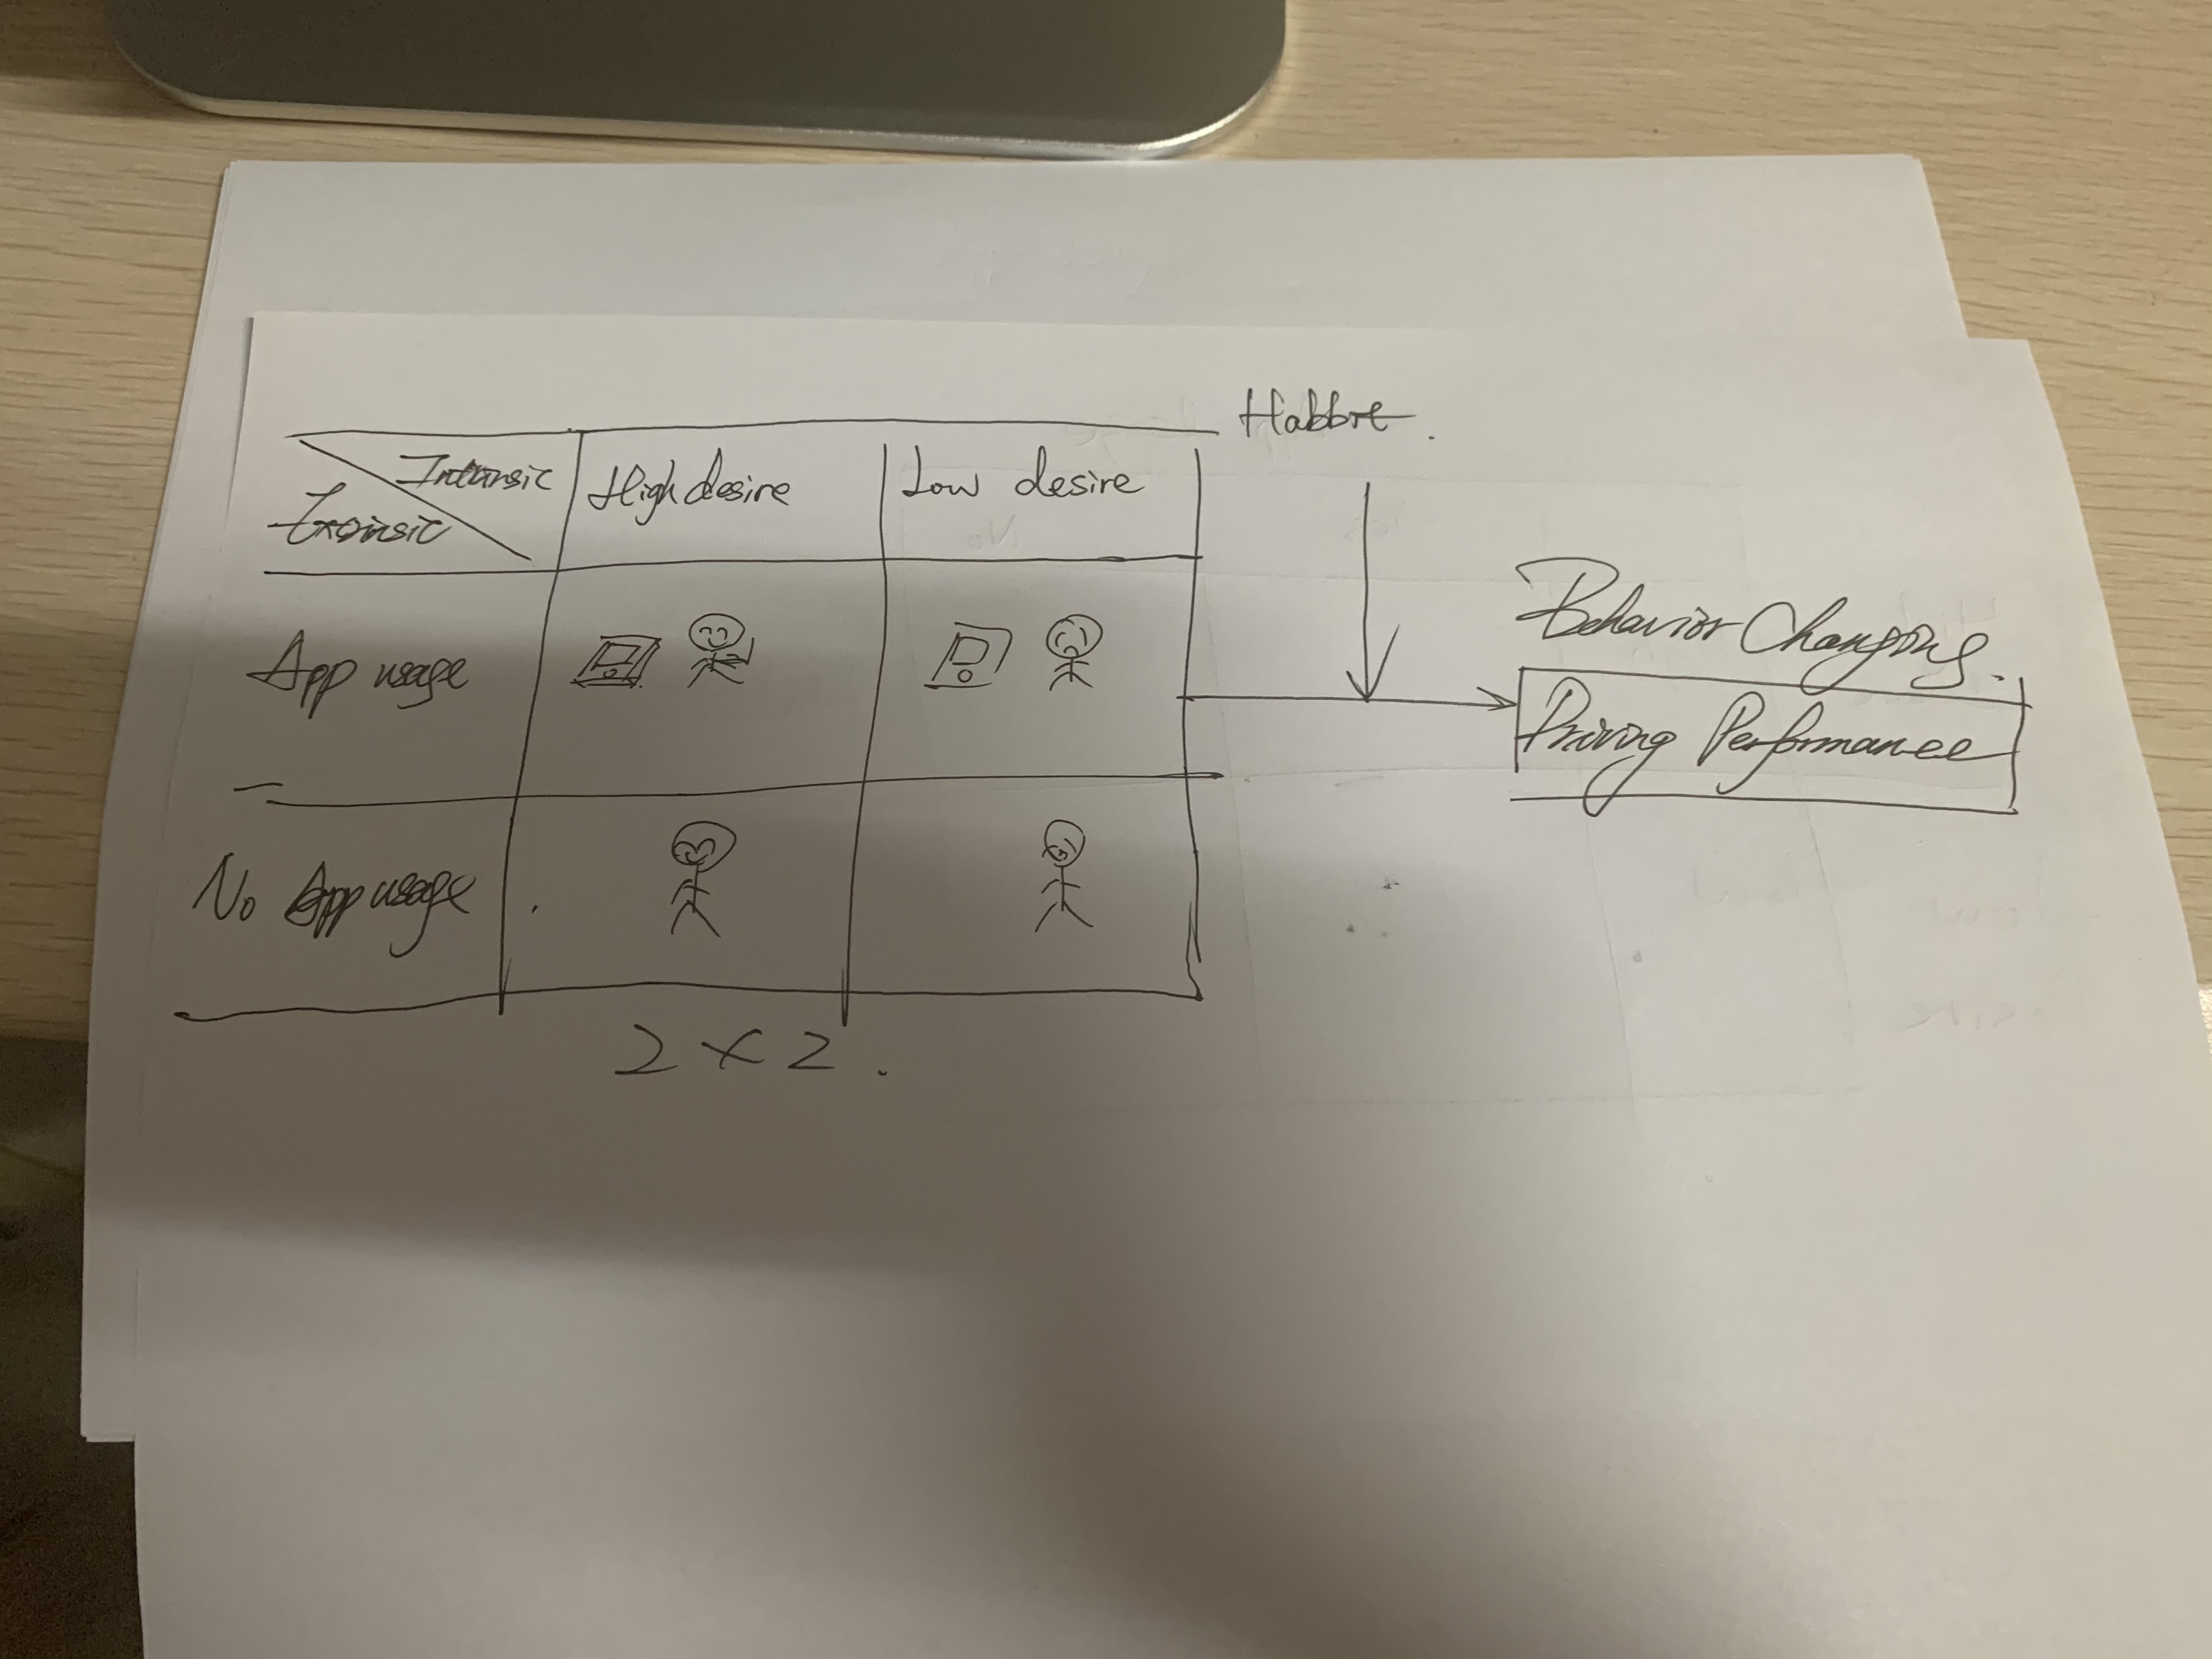 Habbit.
Intrinsic
Extrinsic
High desire
Low desire
App usage
Behavior Changing.
Driving Performance
No App usage
2 × 2.